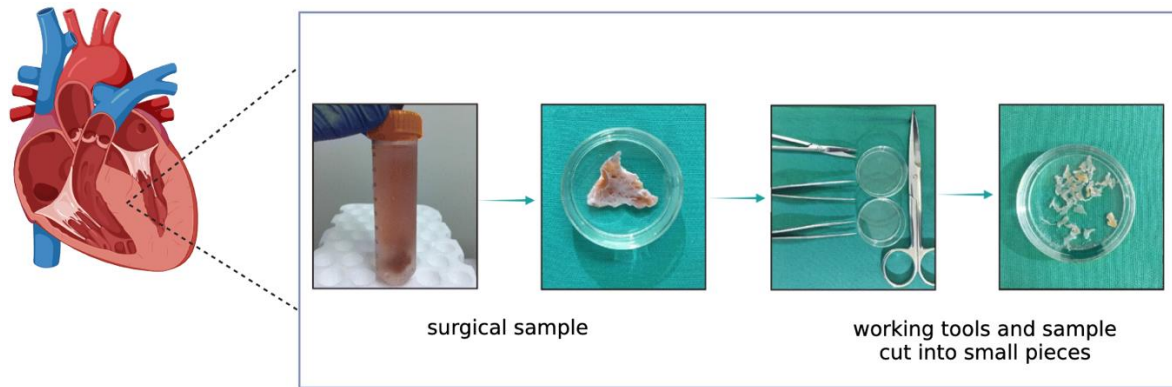 surgical sample
working tools and sample
cut into small pieces